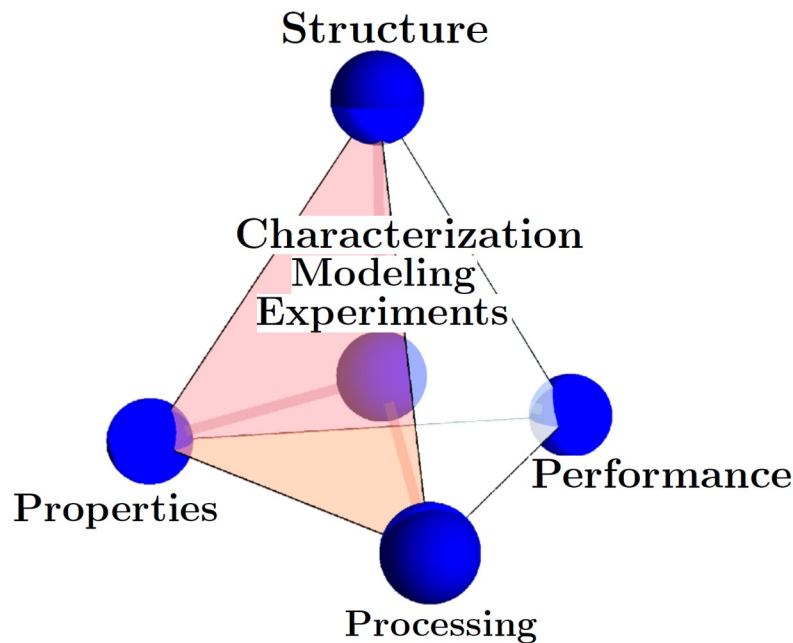 Structure
Characterization
Modeling
Experiments
Performance
Properties
Processing